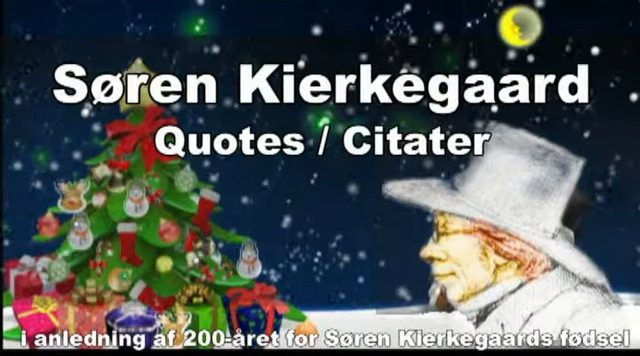 Søren Kierkegaard
Quotes / Citater
i anledning af 200-året for Søren Kierkegaards fødsel